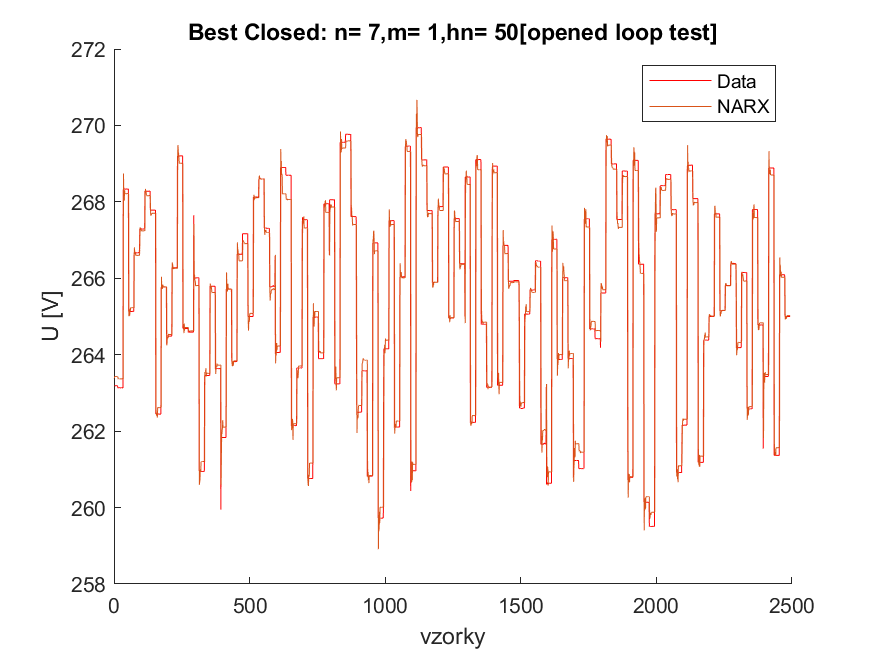 Best Closed: n= 7,m= 1,hn= 50[opened loop test]
272
270
268
266
264
262
260
258
U [V]
Data
NARX
0
500
1000
1500
2000
2500
vzorky